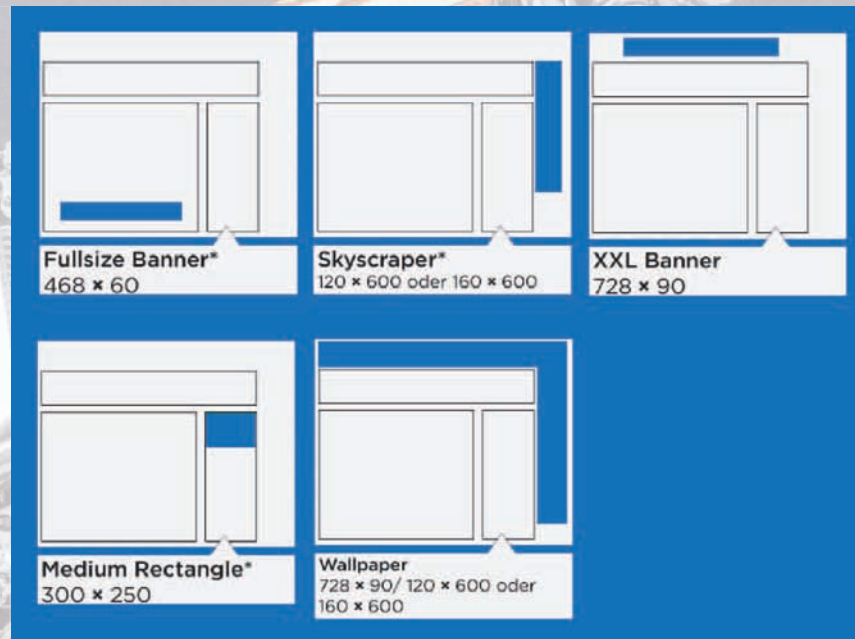 Fullsize Banner*
468 × 60
Skyscraper*
120 × 600 oder 160 × 600
XXL Banner
728 × 90
Medium Rectangle*
300 × 250
Wallpaper
728 × 90/ 120 × 600 oder
160 × 600